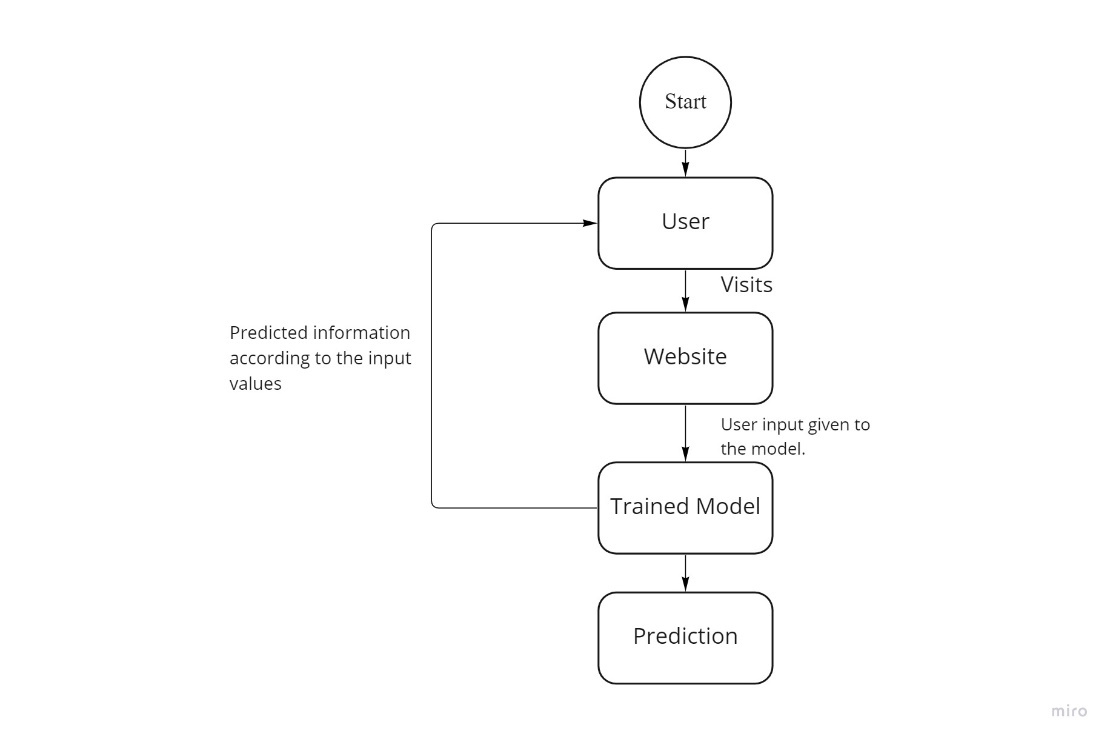 Start
User
Visits
Predicted information
according to the input
values
Website
User input given to
the model.
Trained Model
Prediction
miro